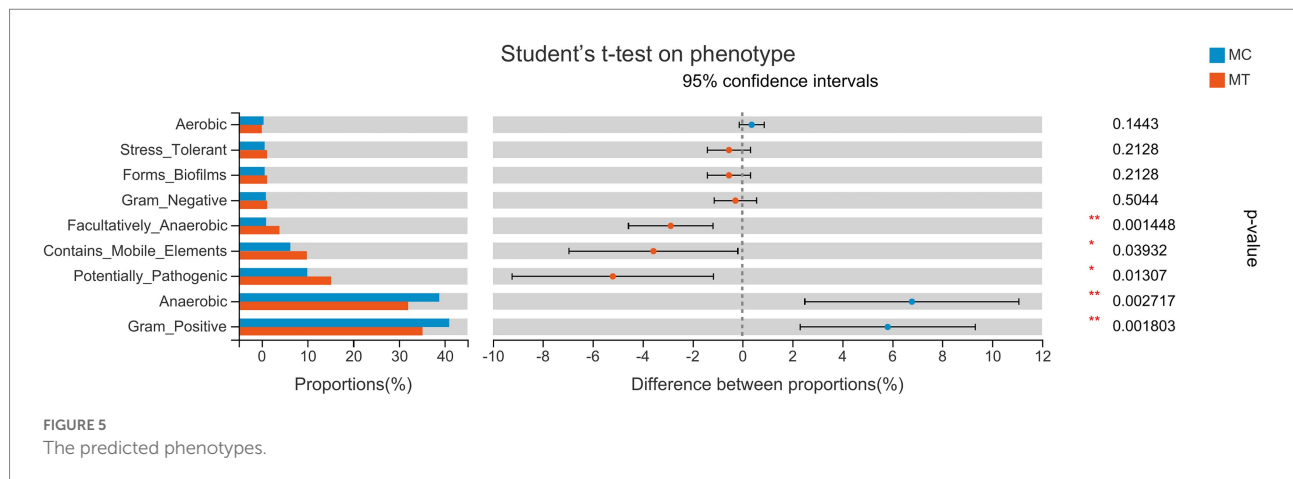 Student's t-test on phenotype
95% confidence intervals
MC
MT
Aerobic 0.1443
Stress_Tolerant 0.2128
Forms_Biofilms 0.2128
Gram_Negative 0.5044
Facultatively_Anaerobic ** 0.001448
Contains_Mobile_Elements * 0.03932
Potentially_Pathogenic * 0.01307
Anaerobic ** 0.002717
Gram_Positive ** 0.001803
p-value
0 10 20 30 40 -10 -8 -6 -4 -2 0 2 4 6 8 10 12
Proportions(%) Difference between proportions(%)
FIGURE 5
The predicted phenotypes.